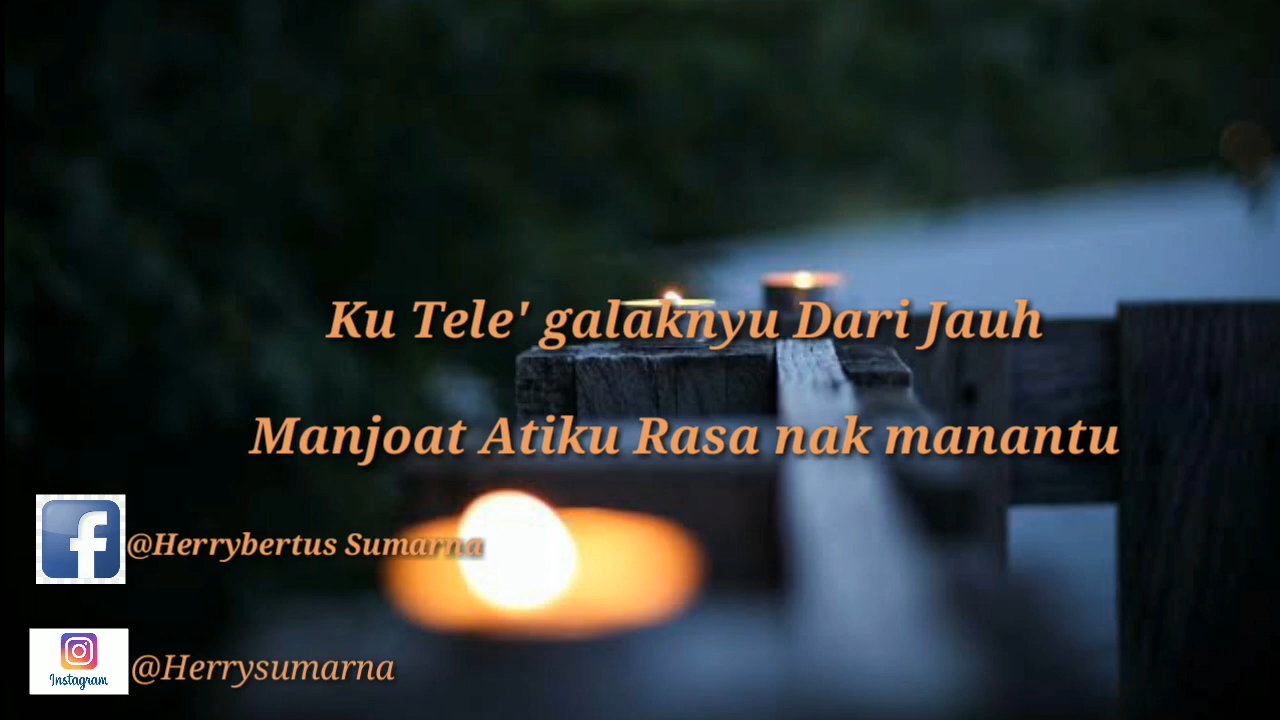 Ku Tele' galaknyu Dari Jauh
Manjoat Atiku Rasa nak manantu
@Herrybertus Sumarna
Instagram
@Herrysumarna